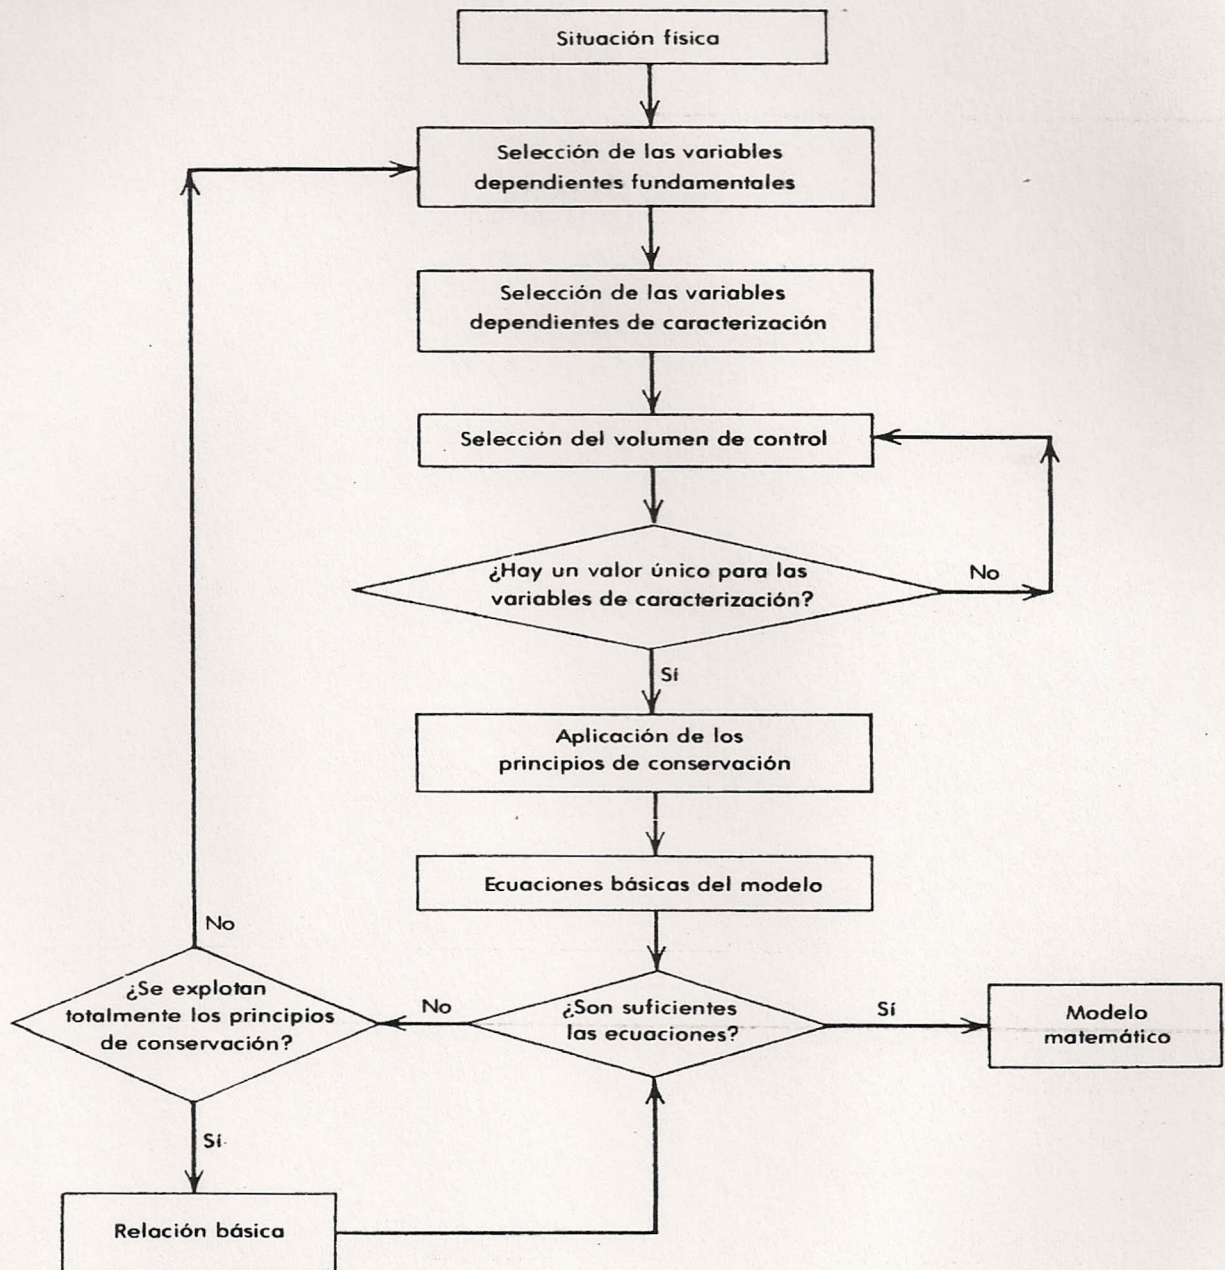 Situación física
Selección de las variables
dependientes fundamentales
Selección de las variables
dependientes de caracterización
Selección del volumen de control
¿Hay un valor único para las
variables de caracterización?
No
Sí
Aplicación de los
principios de conservación
Ecuaciones básicas del modelo
No
¿Se explotan
totalmente los principios
de conservación?
No
¿Son suficientes
las ecuaciones?
Sí
Modelo
matemático
Sí
Relación básica